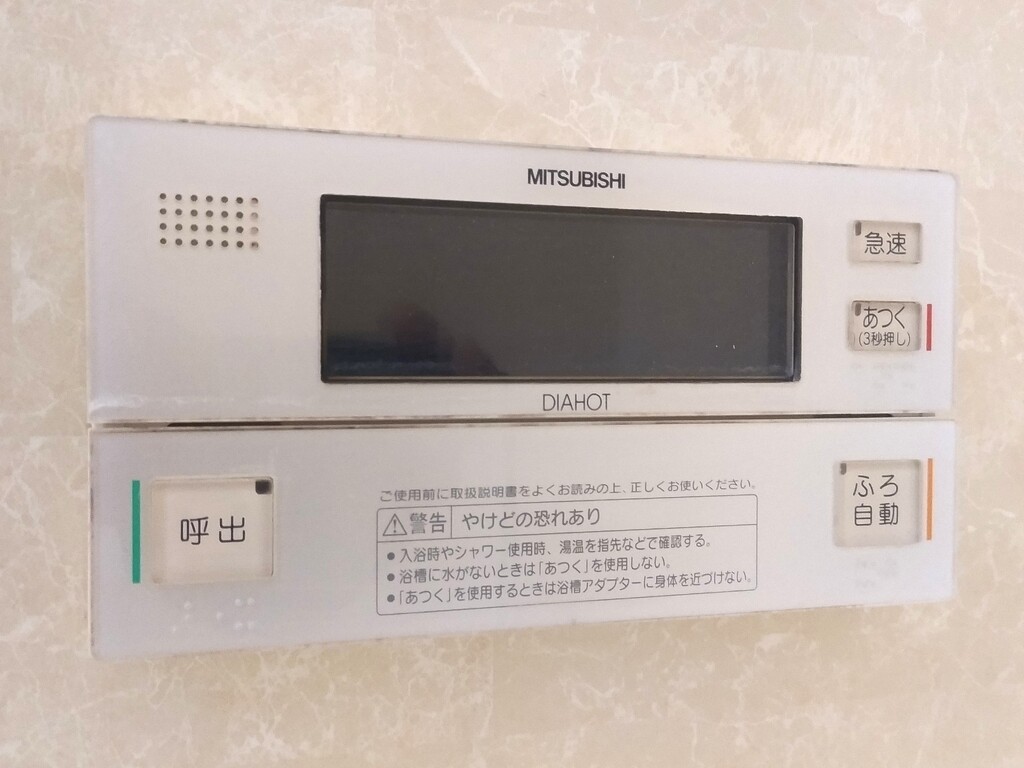 MITSUBISHI
急速
あつく
(3秒押し)
DIAHOT
呼出
ご使用前に取扱説明書をよくお読みの上、正しくお使いください。
警告 やけどの恐れあり
● 入浴時やシャワー使用時、湯温を指先などで確認する。
● 浴槽に水がないときは「あつく」を使用しない。
● 「あつく」を使用するときは浴槽アダプターに身体を近づけない。
ふろ
自動